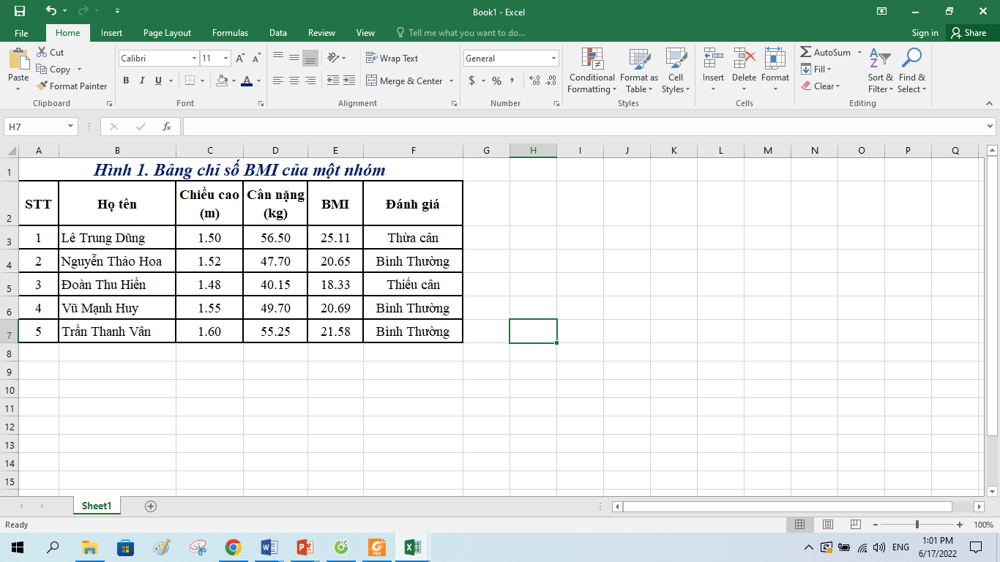 Book1 - Excel
File Home Insert Page Layout Formulas Data Review View Tell me what you want to do... Sign in Share
Paste
Cut
Copy
Format Painter
Clipboard
Calibri 11
B I U
Font
Wrap Text
Merge & Center
Alignment
General
$ % ,
Number
Conditional Formatting
Format as Table
Cell Styles
Styles
Insert Delete Format
Cells
AutoSum
Fill
Clear
Sort & Filter
Find & Select
Editing
H7 fx
A B C D E F G H I J K L M N O P Q
1 Hình 1. Bảng chỉ số BMI của một nhóm
2 STT Họ tên Chiều cao (m) Cân nặng (kg) BMI Đánh giá
3 1 Lê Trung Dũng 1.50 56.50 25.11 Thừa cân
4 2 Nguyễn Thảo Hoa 1.52 47.70 20.65 Bình Thường
5 3 Đoàn Thu Hiền 1.48 40.15 18.33 Thiếu cân
6 4 Vũ Mạnh Huy 1.55 49.70 20.69 Bình Thường
7 5 Trần Thanh Vân 1.60 55.25 21.58 Bình Thường
8
9
10
11
12
13
14
15
Sheet1
Ready 100%
ENG 1:01 PM
6/17/2022